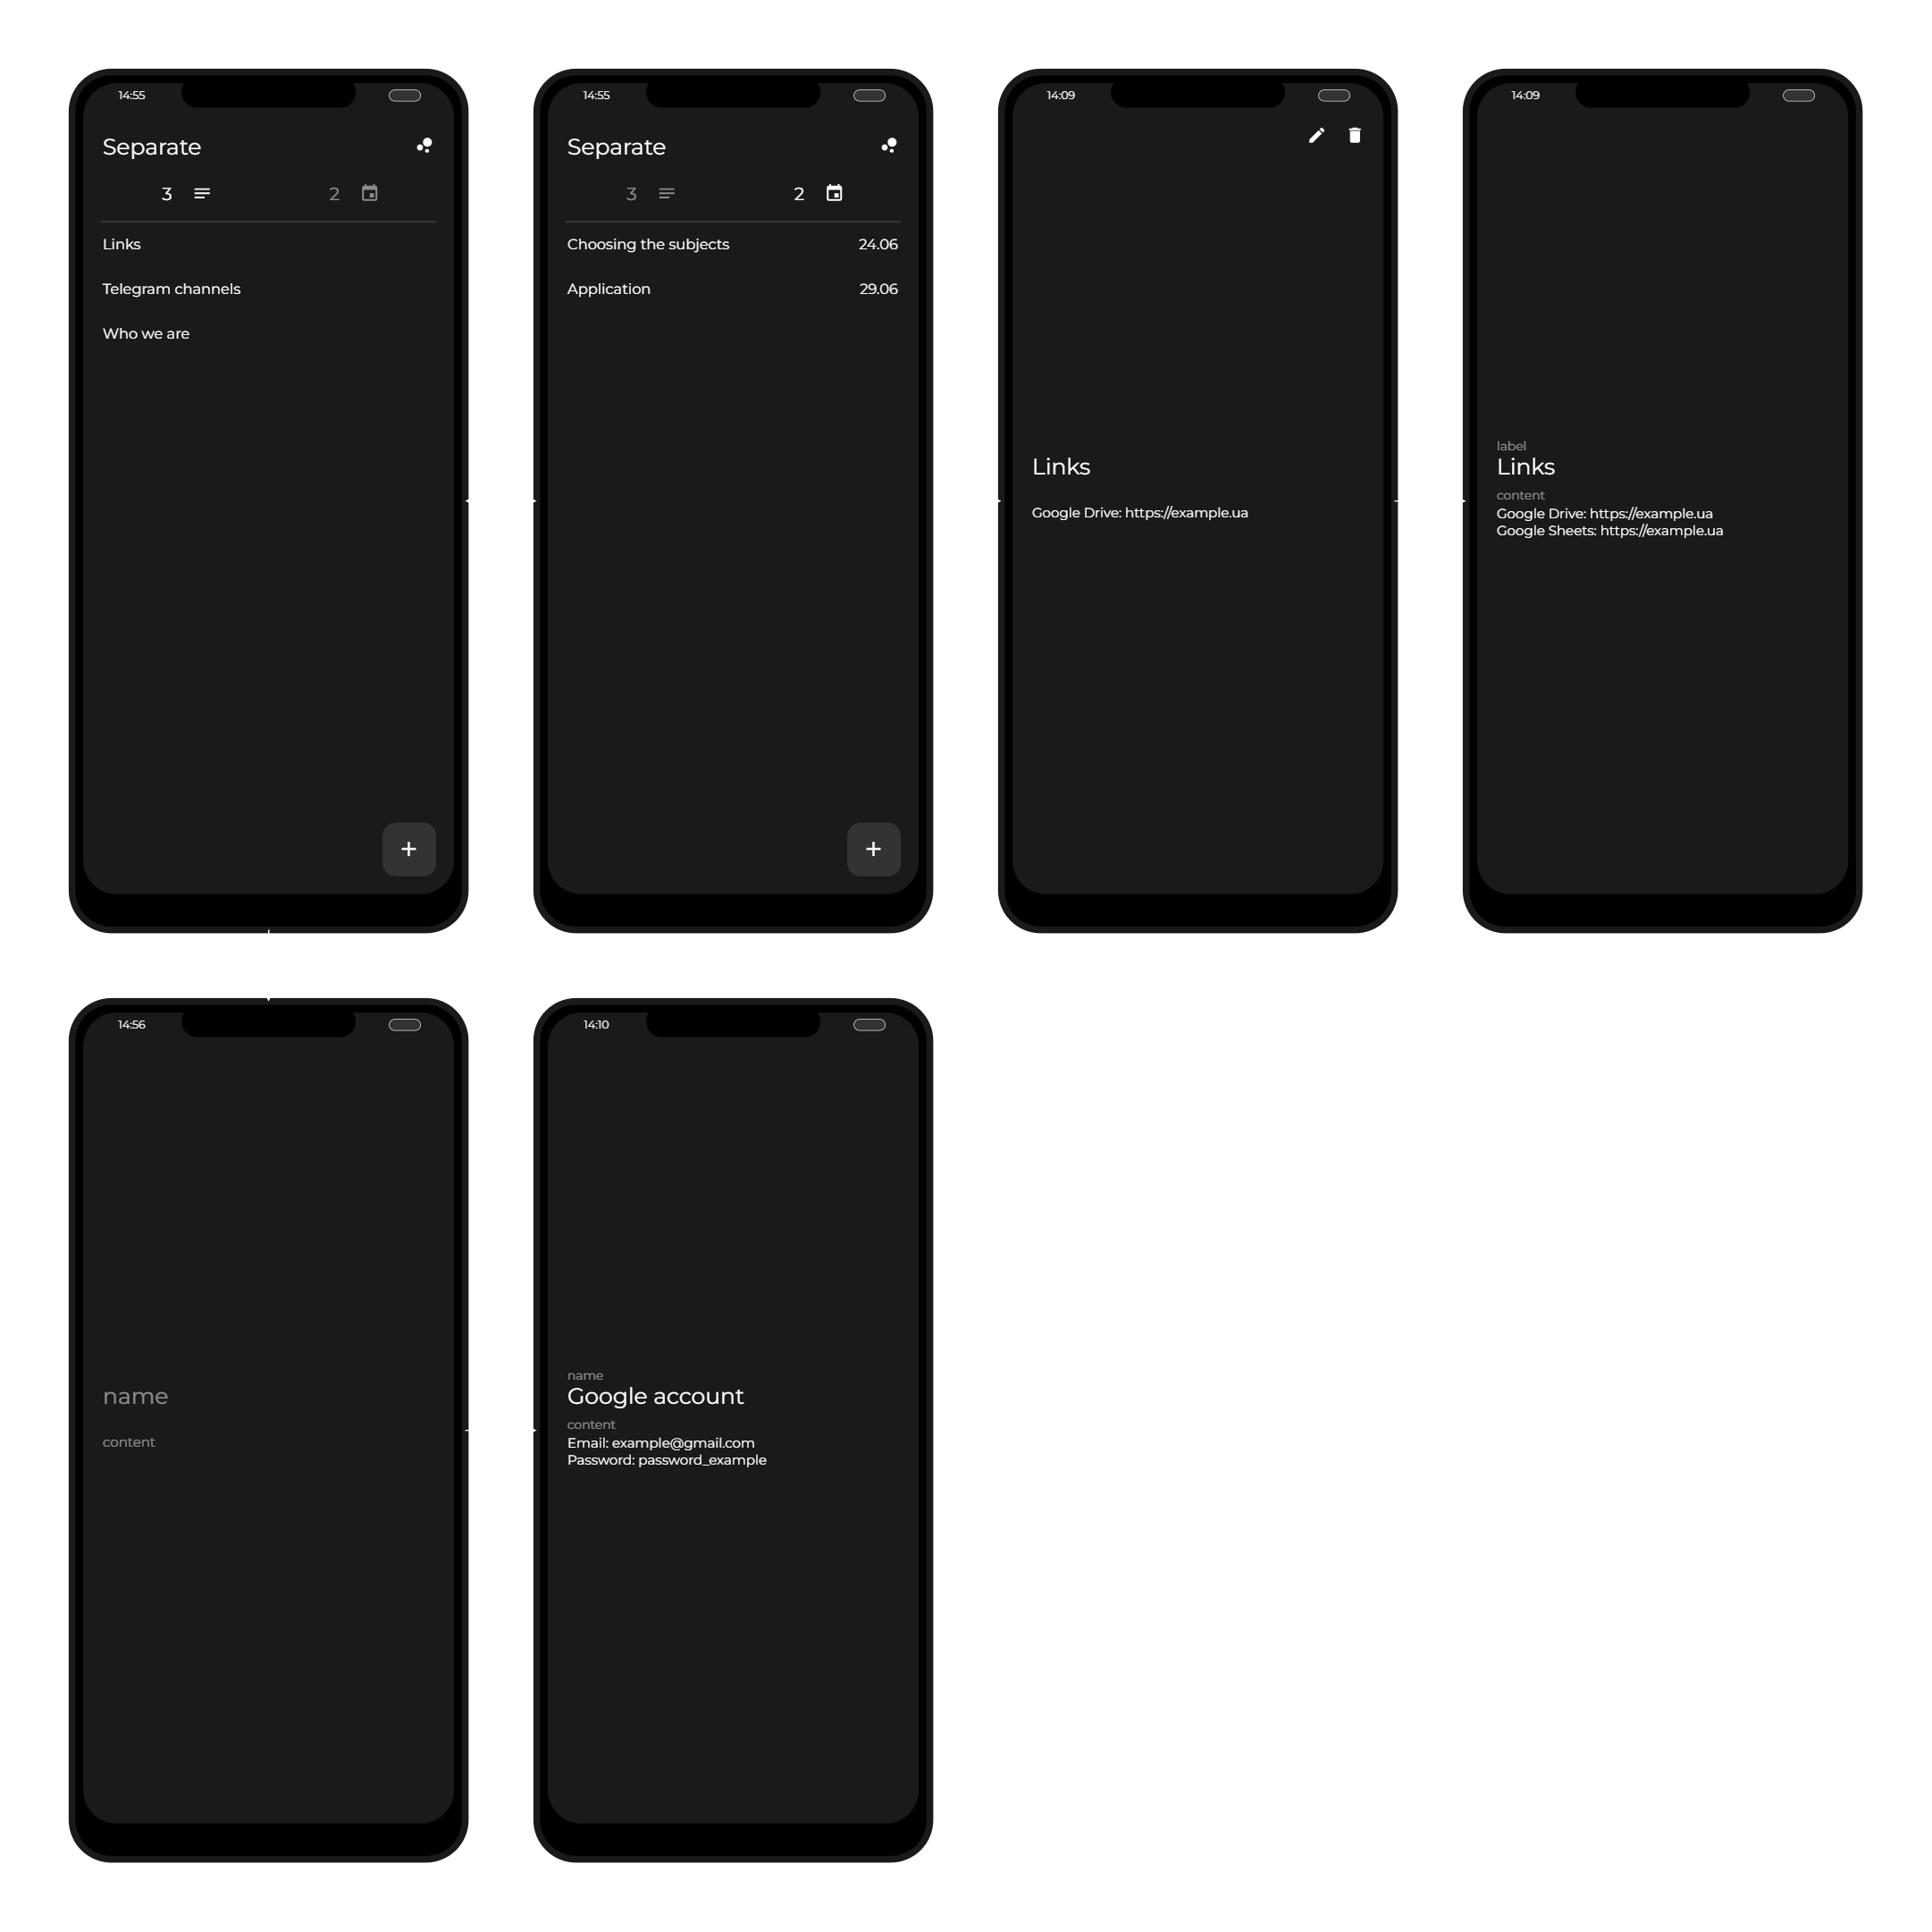 14:55
Separate
3
2
Links
Telegram channels
Who we are
+
14:55
Separate
3
2
Choosing the subjects 24.06
Application 29.06
+
14:09
Links
Google Drive: https://example.ua
14:09
label
Links
content
Google Drive: https://example.ua
Google Sheets: https://example.ua
14:56
name
content
14:10
name
Google account
content
Email: example@gmail.com
Password: password_example